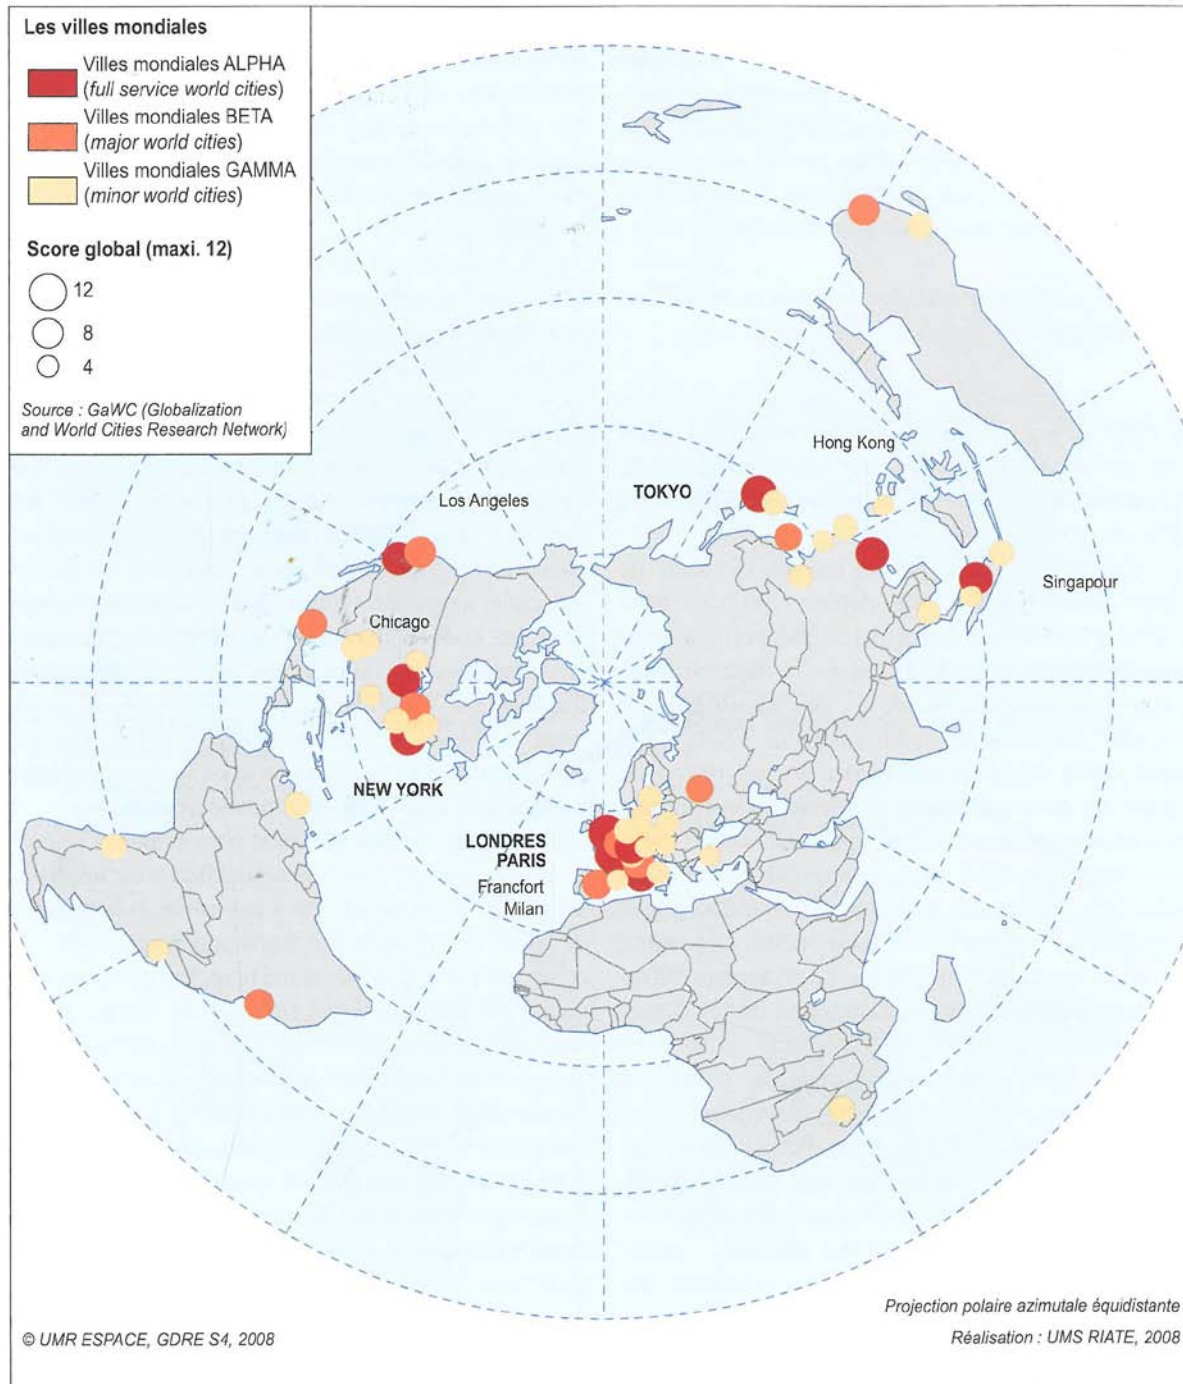 Les villes mondiales
Villes mondiales ALPHA
(full service world cities)
Villes mondiales BETA
(major world cities)
Villes mondiales GAMMA
(minor world cities)
Score global (maxi. 12)
12
8
4
Source : GaWC (Globalization
and World Cities Research Network)
Hong Kong
TOKYO
Los Angeles
Singapour
Chicago
NEW YORK
LONDRES
PARIS
Francfort
Milan
Projection polaire azimutale équidistante
© UMR ESPACE, GDRE S4, 2008
Réalisation : UMS RIATE, 2008